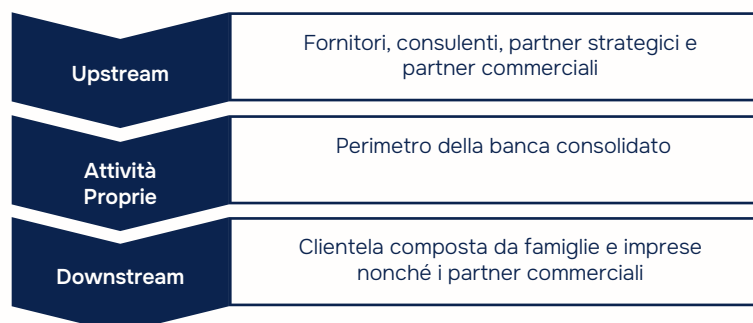 Upstream
Fornitori, consulenti, partner strategici e
partner commerciali
Attività
Proprie
Perimetro della banca consolidato
Downstream
Clientela composta da famiglie e imprese
nonché i partner commerciali